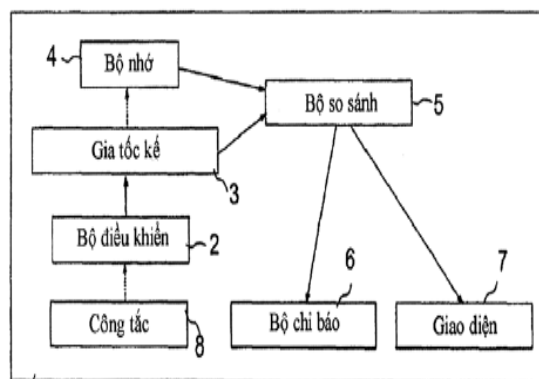 4
Bộ nhớ
Bộ so sánh
5
Gia tốc kế
3
Bộ điều khiển
2
6
7
Công tắc
8
Bộ chi báo
Giao diện